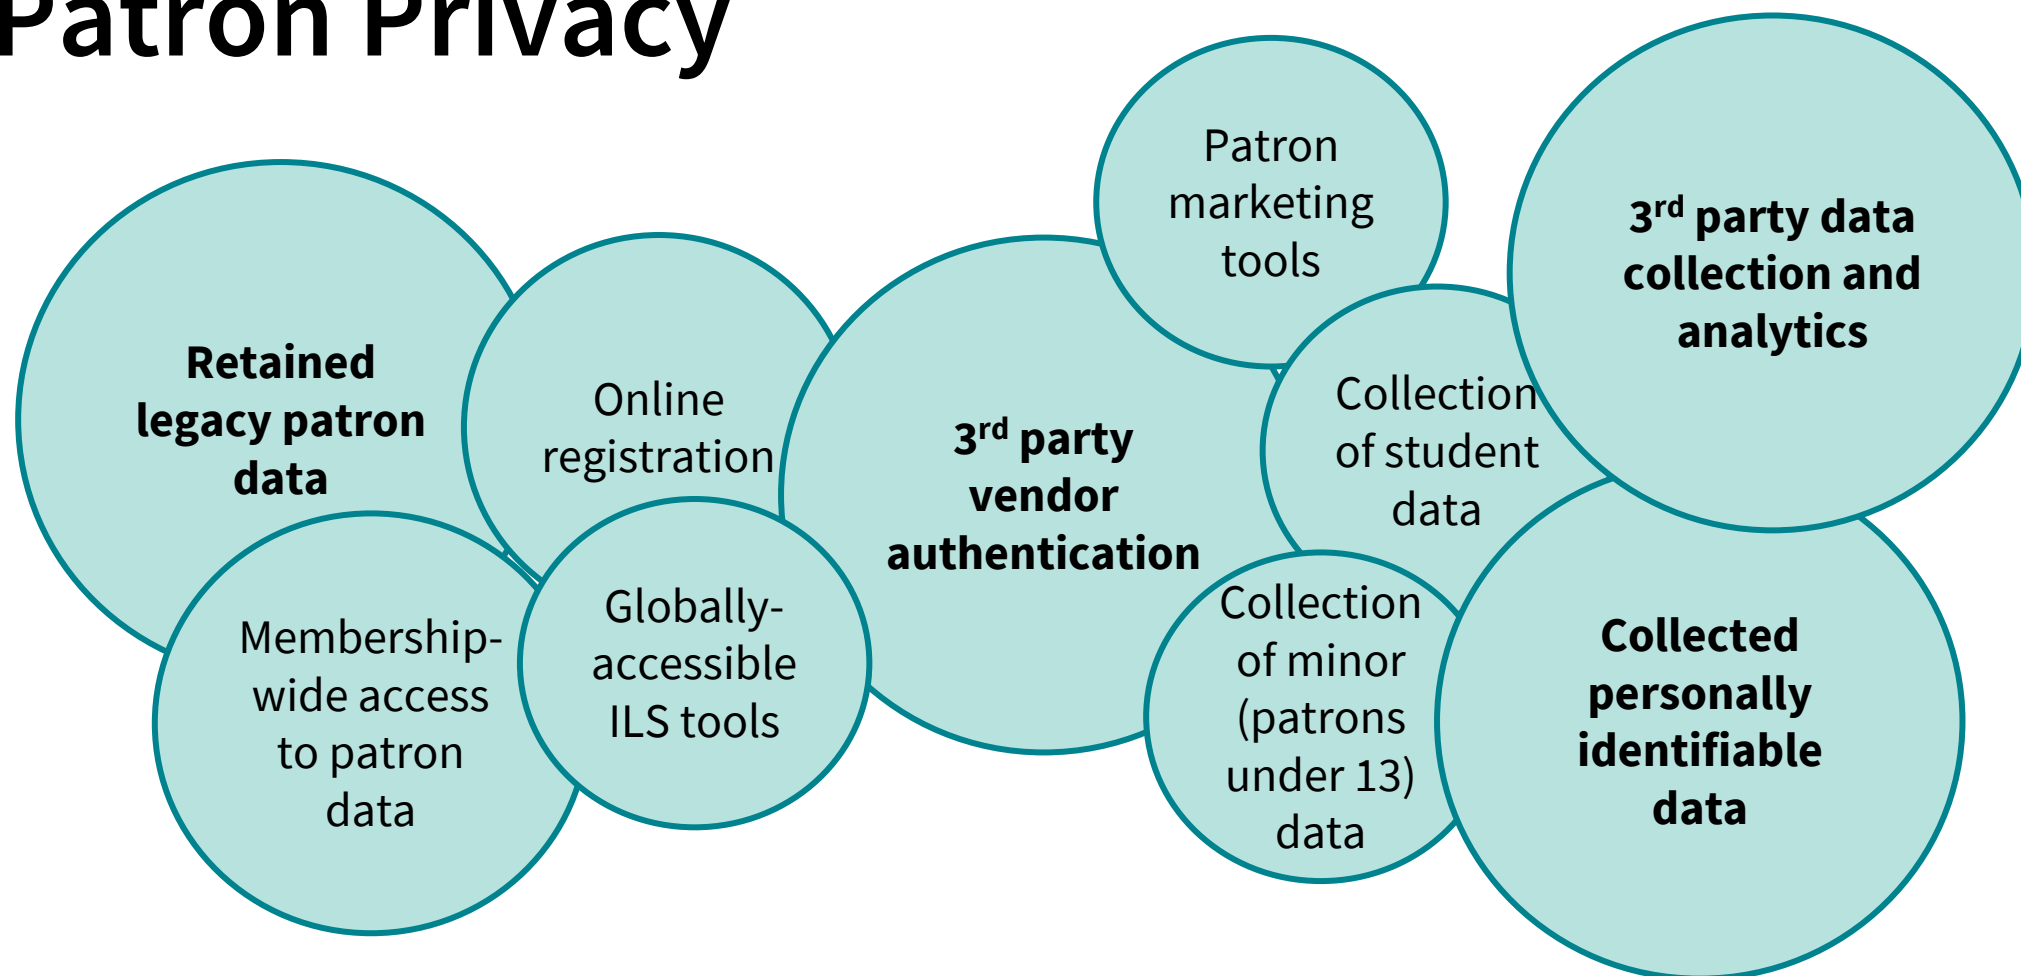 Patron Privacy
Retained
legacy patron
data
Online
registration
Membership-
wide access
to patron
data
Globally-
accessible
ILS tools
3rd party
vendor
authentication
Patron
marketing
tools
Collection
of student
data
Collection
of minor
(patrons
under 13)
data
3rd party data
collection and
analytics
Collected
personally
identifiable
data